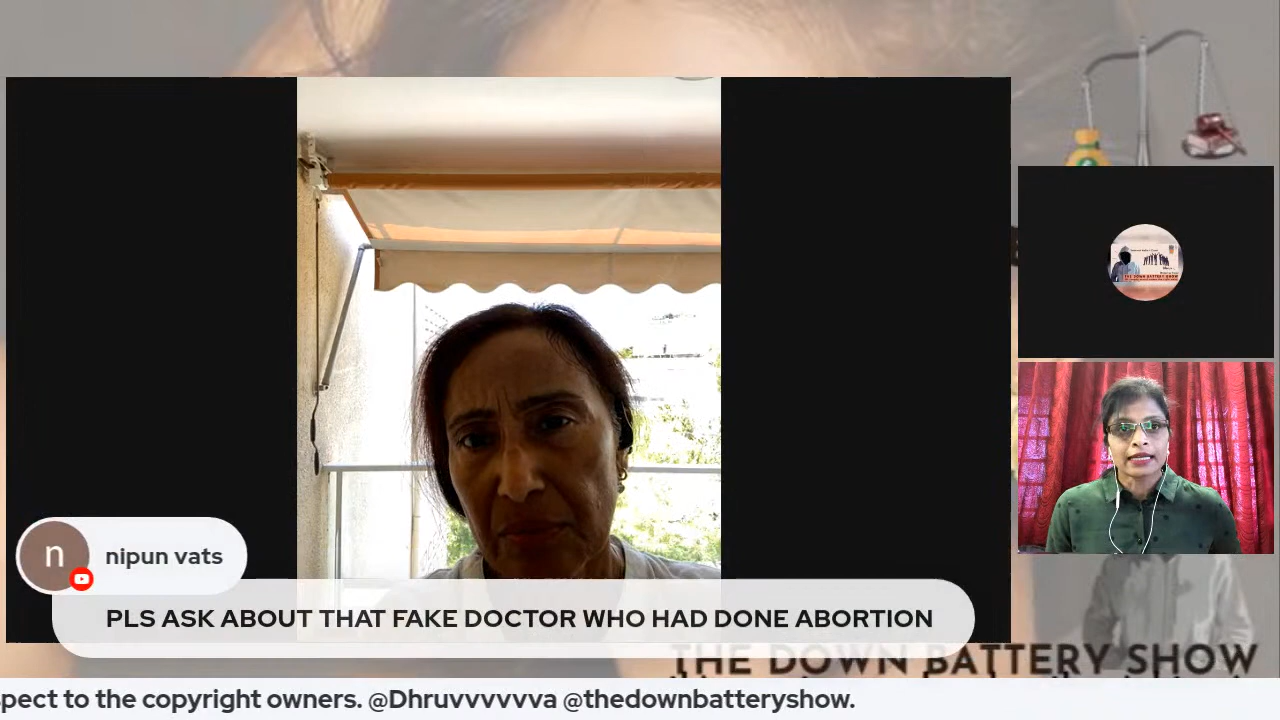 n
nipun vats
PLS ASK ABOUT THAT FAKE DOCTOR WHO HAD DONE ABORTION
THE DOWN BATTERY SHOW
spect to the copyright owners. @Dhruvvvvvvva @thedownbatteryshow.